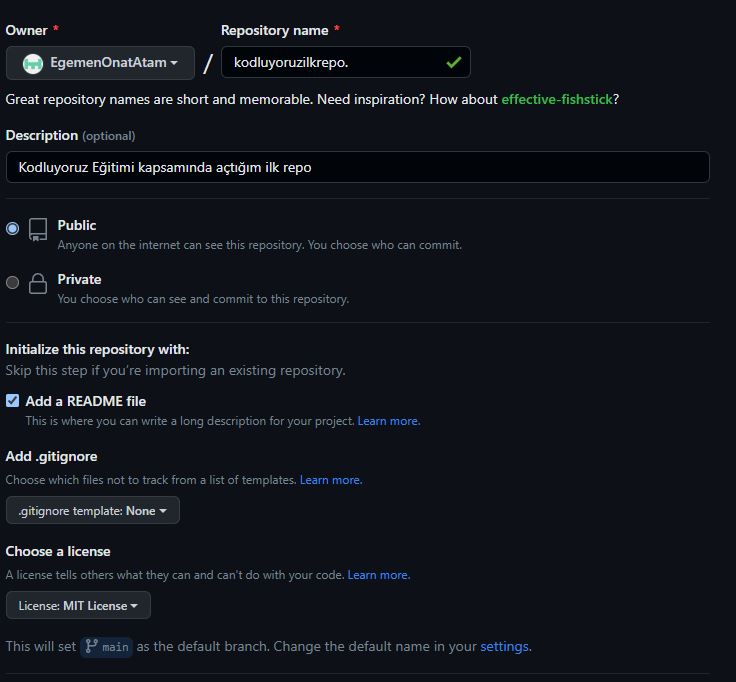 Owner * Repository name *
EgemenOnatAtam / kodluyoruzilkrepo.
Great repository names are short and memorable. Need inspiration? How about effective-fishstick?
Description (optional)
Kodluyoruz Eğitimi kapsamında açtığım ilk repo
Public
Anyone on the internet can see this repository. You choose who can commit.
Private
You choose who can see and commit to this repository.
Initialize this repository with:
Skip this step if you’re importing an existing repository.
Add a README file
This is where you can write a long description for your project. Learn more.
Add .gitignore
Choose which files not to track from a list of templates. Learn more.
.gitignore template: None
Choose a license
A license tells others what they can and can't do with your code. Learn more.
License: MIT License
This will set main as the default branch. Change the default name in your settings.